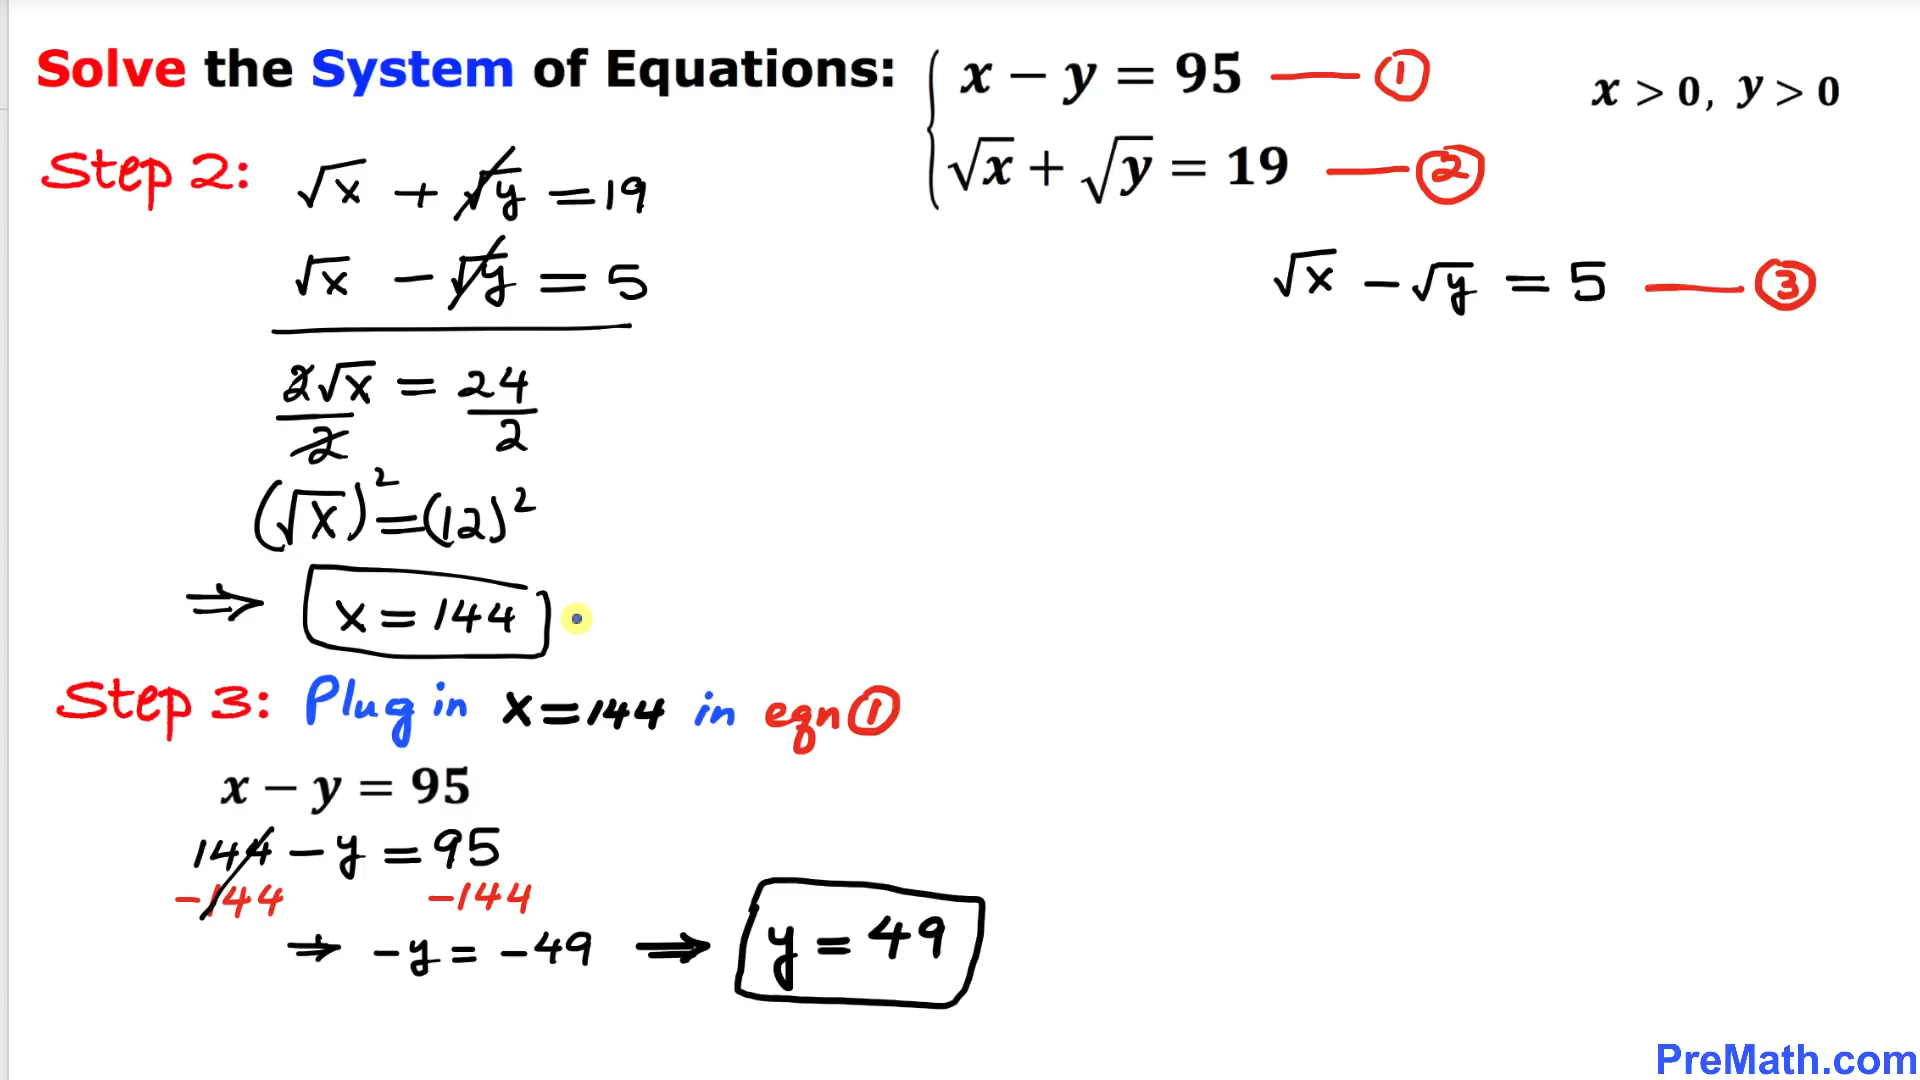 Solve the System of Equations:
x − y = 95 ① 
√x + √y = 19 ②
x > 0, y > 0
√x − √y = 5 ③
Step 2: √x + √y = 19
√x − √y = 5
2√x = 24
2 2
(√x)² = (12)²
⇒ x = 144
Step 3: Plug in x = 144 in eqn ①
x − y = 95
144 − y = 95
−144 −144
⇒ −y = −49 ⇒ y = 49
PreMath.com